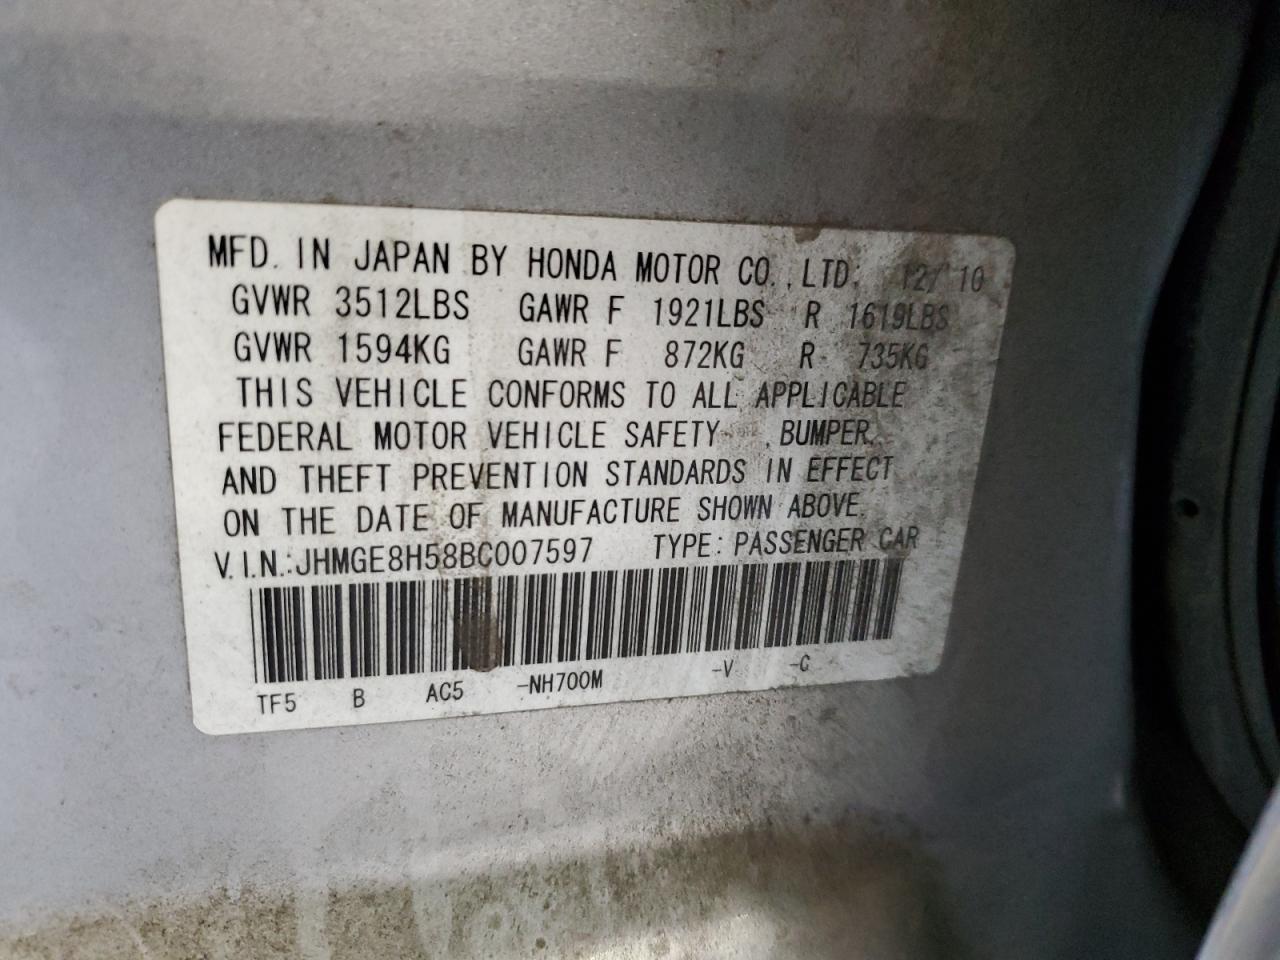 MFD. IN JAPAN BY HONDA MOTOR CO.,LTD. 12/10
GVWR 3512LBS GAWR F 1921LBS R 1619LBS
GVWR 1594KG GAWR F 872KG R 735KG
THIS VEHICLE CONFORMS TO ALL APPLICABLE
FEDERAL MOTOR VEHICLE SAFETY , BUMPER,
AND THEFT PREVENTION STANDARDS IN EFFECT
ON THE DATE OF MANUFACTURE SHOWN ABOVE.
V.I.N.:JHMGE8H58BC007597 TYPE:PASSENGER CAR
TF5 B AC5 -NH700M -V -C